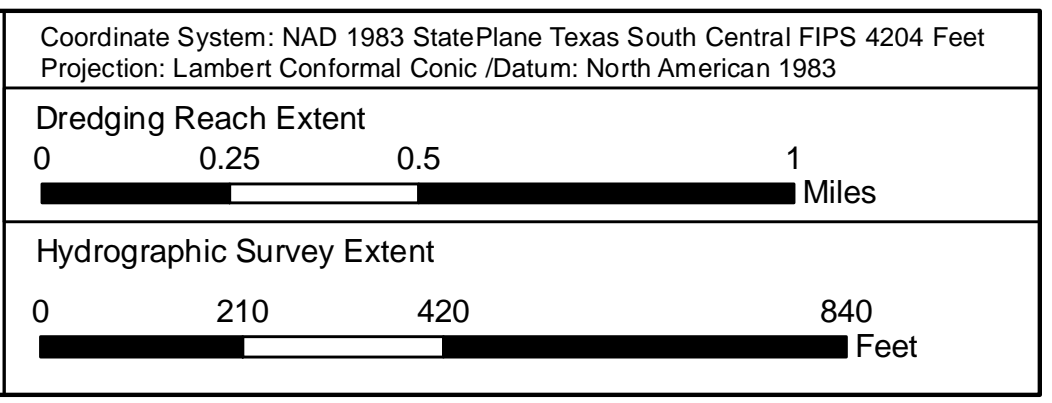 Coordinate System: NAD 1983 StatePlane Texas South Central FIPS 4204 Feet
Projection: Lambert Conformal Conic /Datum: North American 1983
Dredging Reach Extent
0 0.25 0.5 1
Miles
Hydrographic Survey Extent
0 210 420 840
Feet